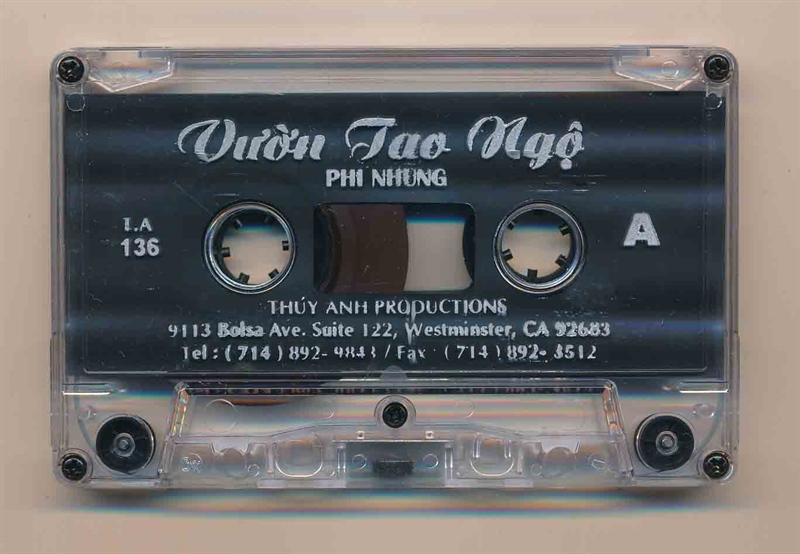 Vườn Tao Ngộ
PHI NHUNG
T.A
136
A
THÚY ANH PRODUCTIONS
9113 Bolsa Ave. Suite 122, Westminster, CA 92683
Tel : ( 714 ) 892- 9843 / Fax : ( 714 ) 892- 3512